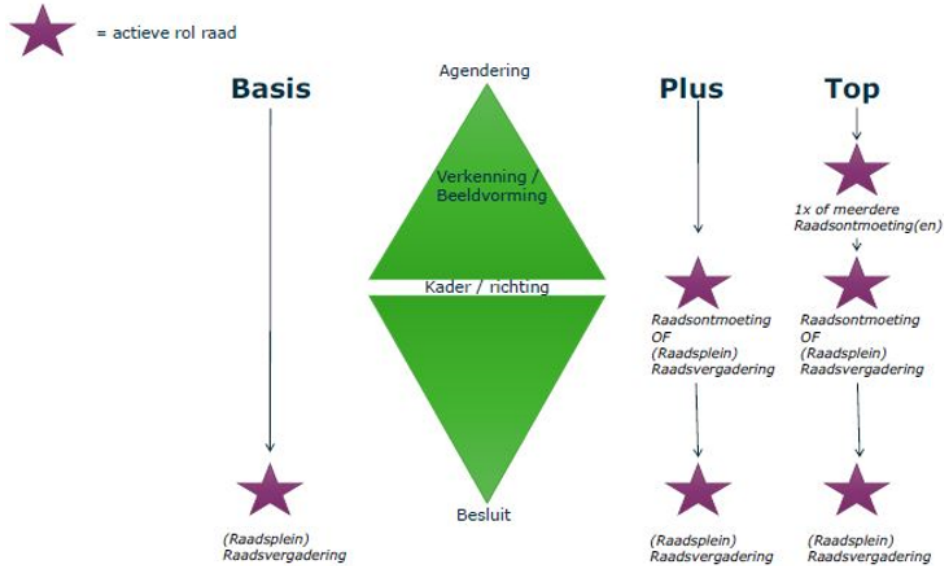 = actieve rol raad
Agendering
Basis
Plus
Top
Verkenning /
Beeldvorming
1x of meerdere
Raadsontmoeting(en)
Kader / richting
Raadsontmoeting
OF
(Raadsplein)
Raadsvergadering
Raadsontmoeting
OF
(Raadsplein)
Raadsvergadering
Besluit
(Raadsplein)
Raadsvergadering
(Raadsplein)
Raadsvergadering
(Raadsplein)
Raadsvergadering